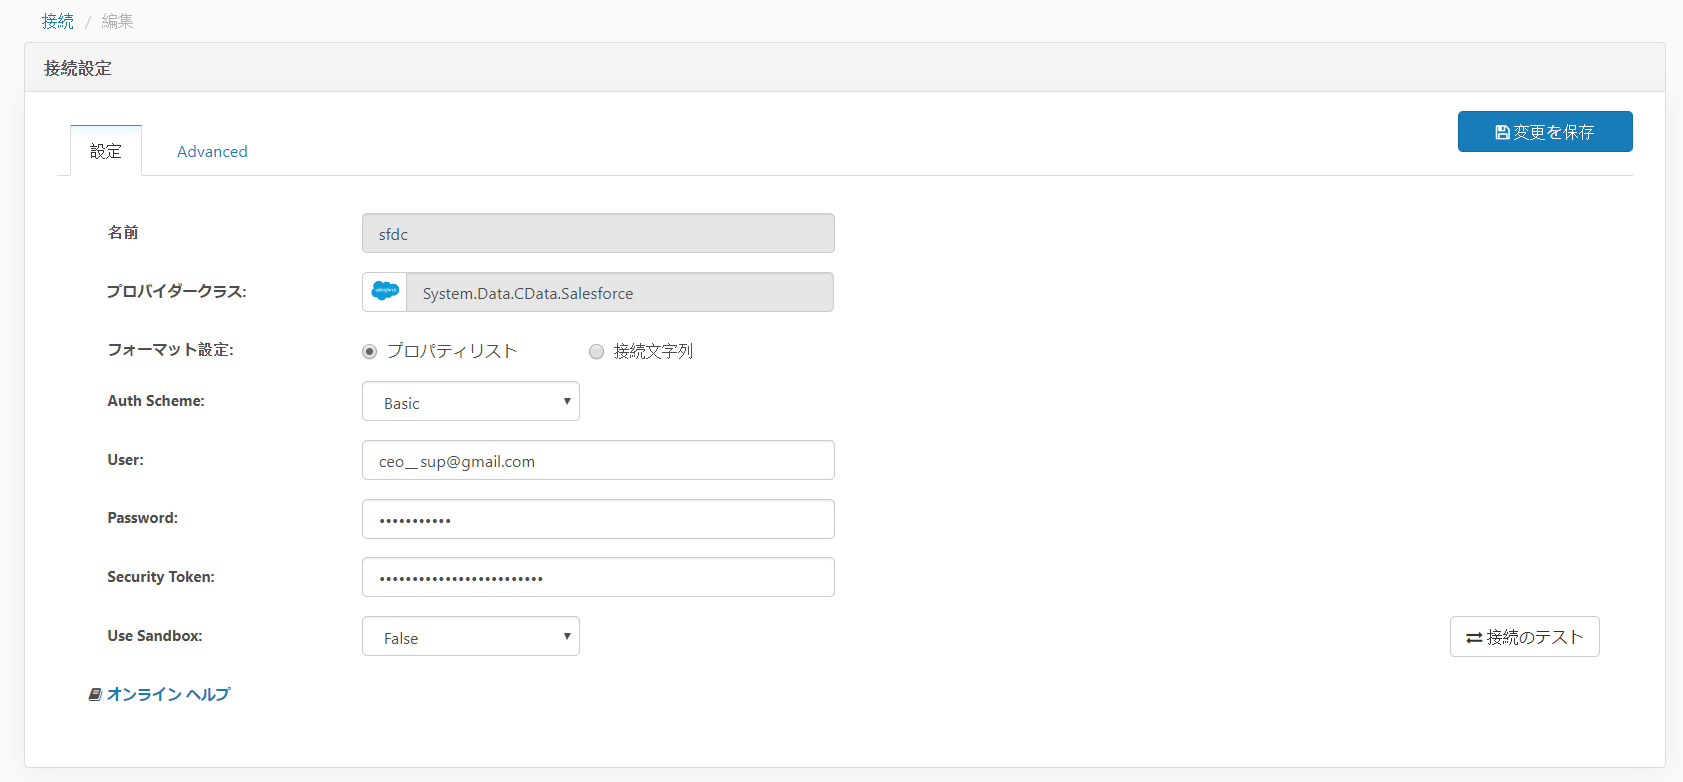 接続 / 編集
接続設定
設定 Advanced
変更を保存
名前 sfdc
プロバイダークラス: salesforce System.Data.CData.Salesforce
フォーマット設定: プロパティリスト 接続文字列
Auth Scheme: Basic
User: ceo__sup@gmail.com
Password: •••••••••••
Security Token: •••••••••••••••••••••••••
Use Sandbox: False
接続のテスト
オンライン ヘルプ